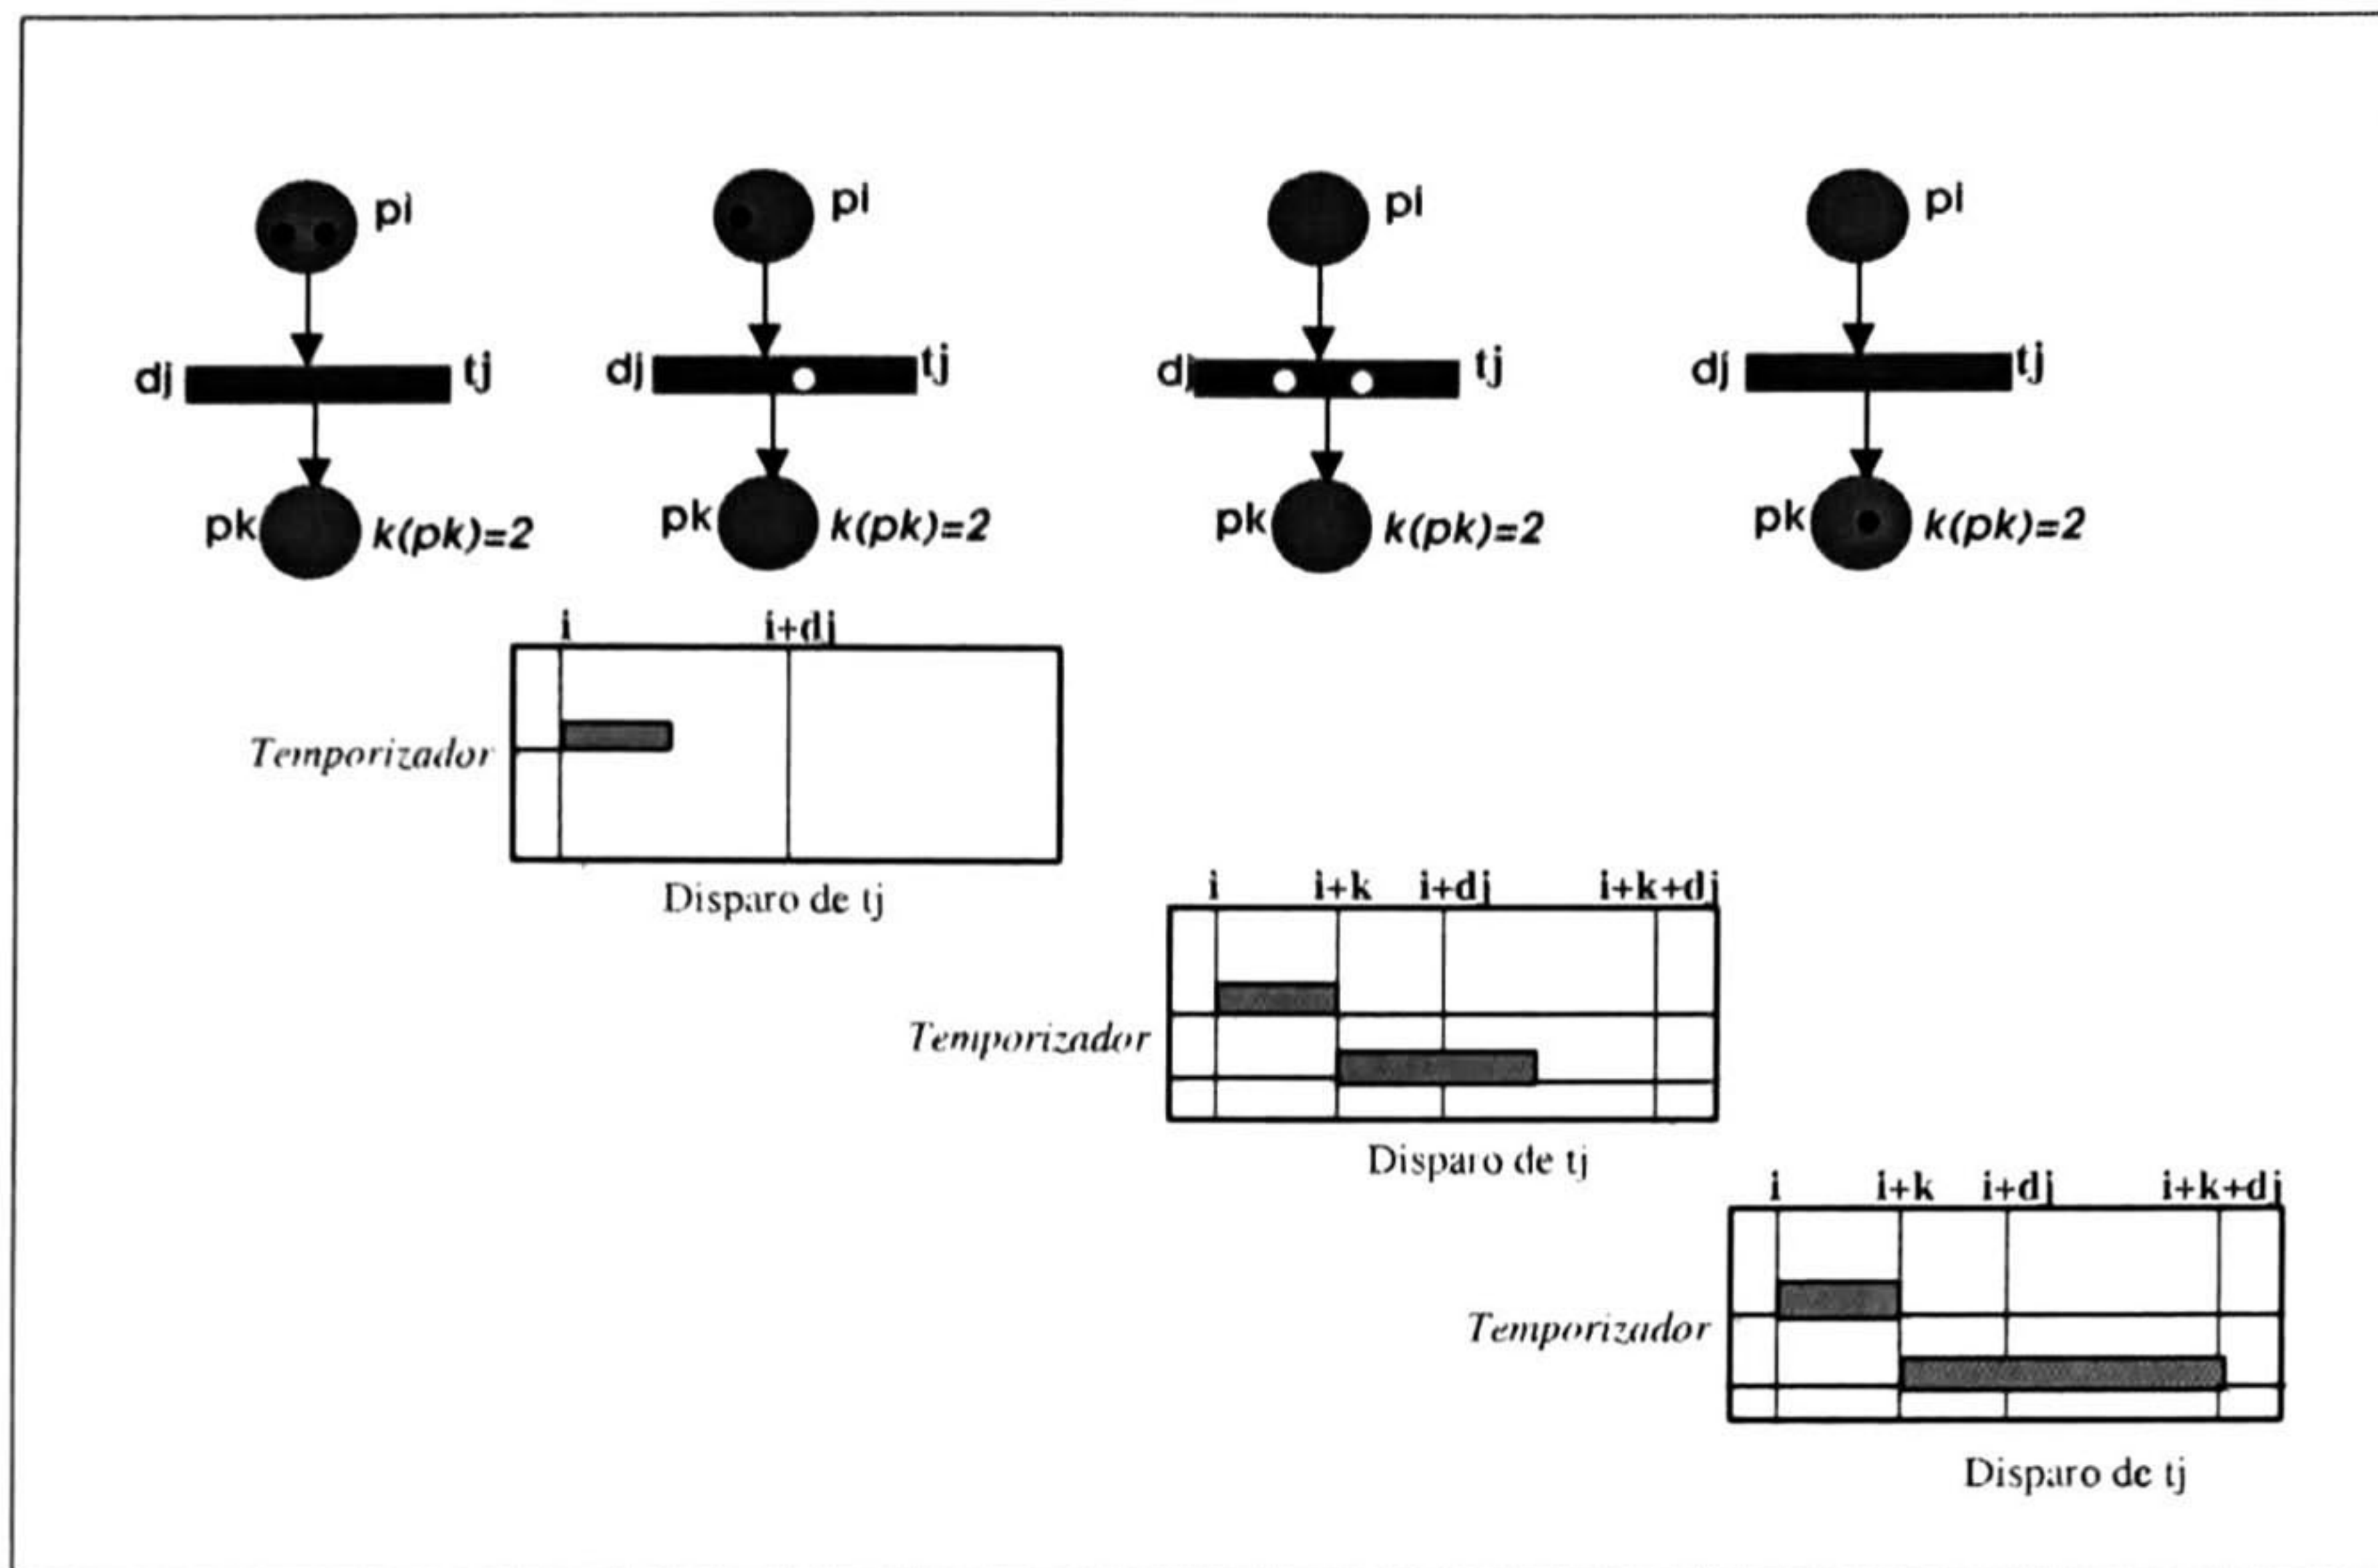 pi
pi
pi
pi
dj tj
dj tj
dj tj
dj tj
pk k(pk)=2
pk k(pk)=2
pk k(pk)=2
pk k(pk)=2
i i+dj
Temporizador
Disparo de tj
i i+k i+dj i+k+dj
Temporizador
Disparo de tj
i i+k i+dj i+k+dj
Temporizador
Disparo de tj